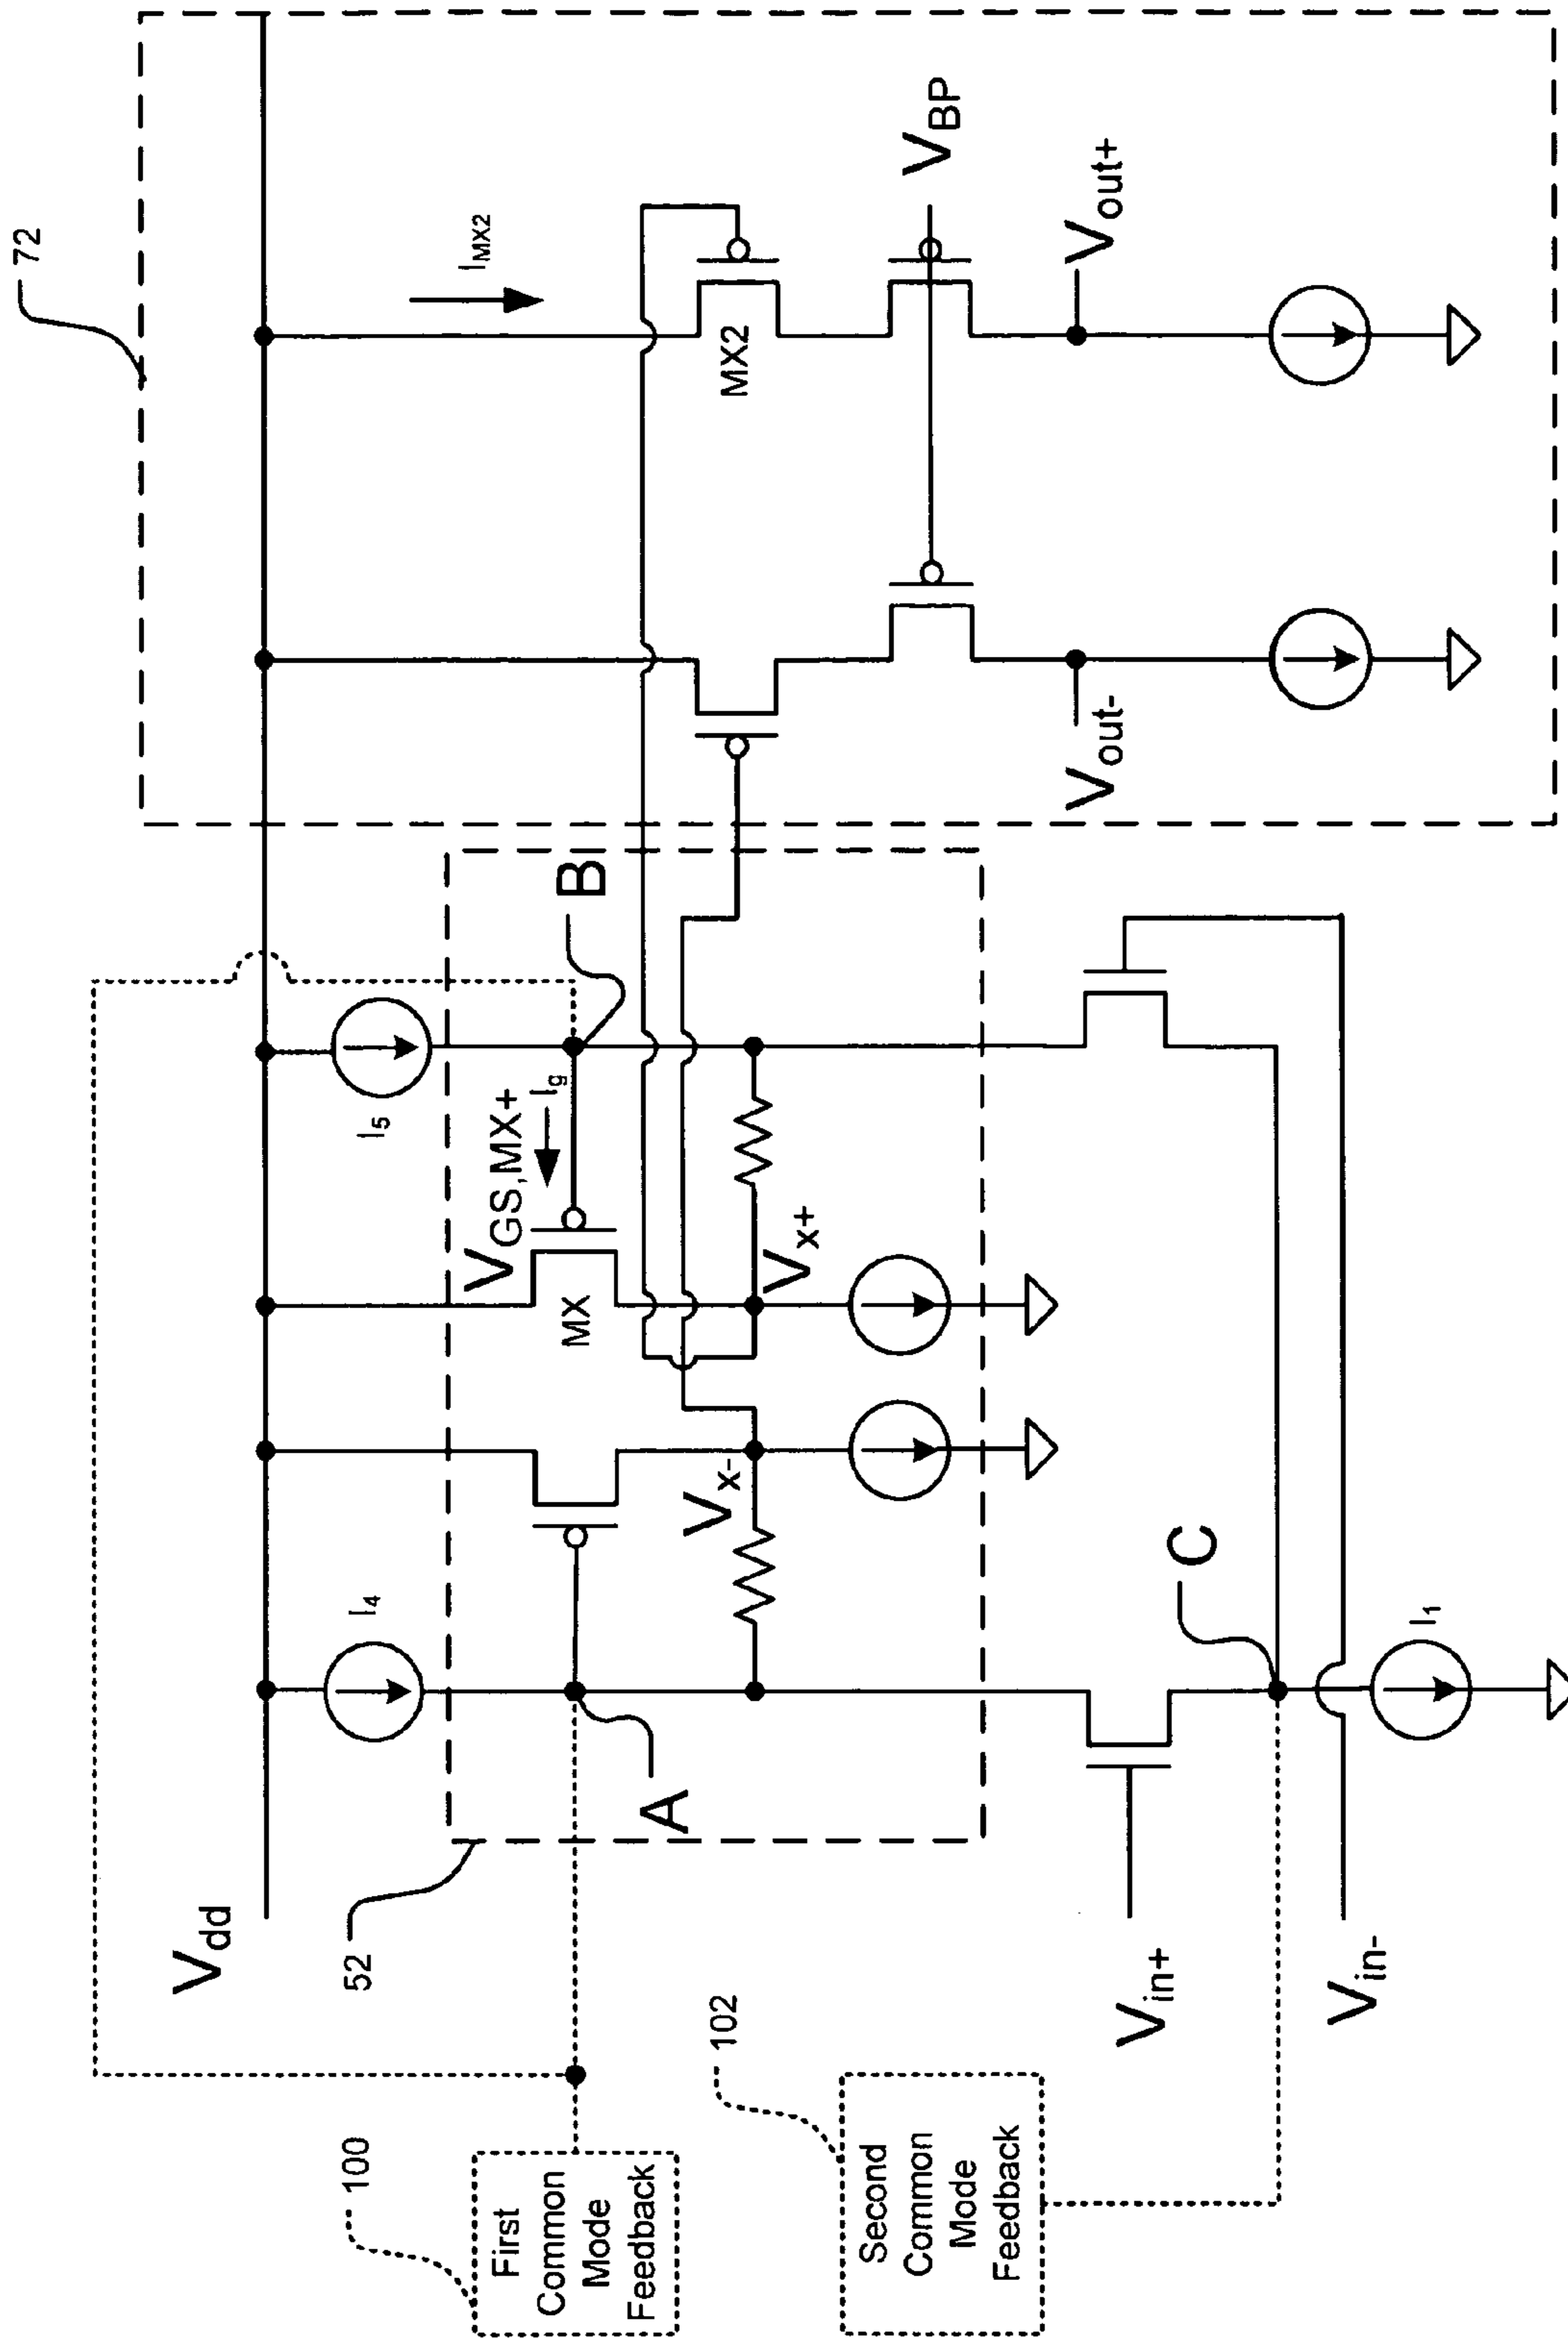 72
V_dd
I_4
I_5
I_MX2
52
100
First
Common
Mode
Feedback
V_GS,MX+
I_g
B
MX
MX2
A
V_x-
V_x+
V_BP
102
Second
Common
Mode
Feedback
V_out-
V_out+
V_in+
C
V_in-
I_1